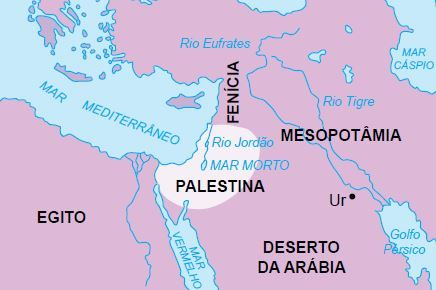 Rio Eufrates
MAR
CÁSPIO
MAR
MEDITERRÂNEO
FENÍCIA
Rio Tigre
MESOPOTÂMIA
Rio Jordão
MAR MORTO
PALESTINA
Ur
EGITO
MAR
VERMELHO
DESERTO
DA ARÁBIA
Golfo
Pérsico